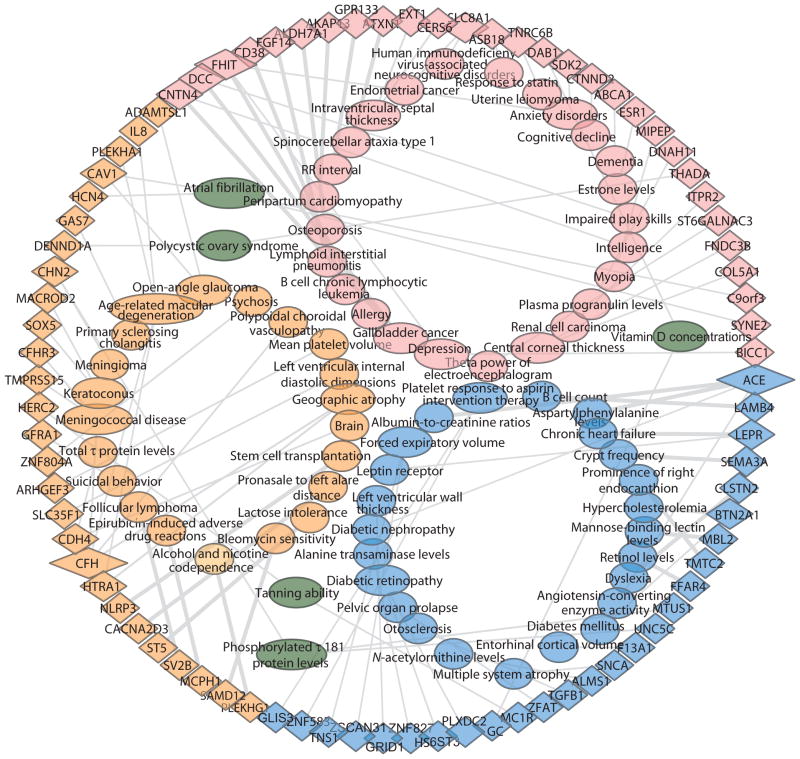 GPR133
EXT1
AKAP13
ATXN1
CERS6
SLC8A1
ALDH7A1
ASB18
TNRC6B
FGF14
DAB1
CD38
SDK2
FHIT
CTNND2
DCC
ABCA1
CNTN4
ESR1
ADAMTSL1
MIPEP
IL8
DNAH11
PLEKHA1
THADA
CAV1
ITPR2
HCN4
ST6GALNAC3
GAS7
FNDC3B
DENND1A
COL5A1
CHN2
C9orf3
MACROD2
SYNE2
SOX5
BICC1
CFHR3
ACE
TMPRSS15
LAMB4
HERC2
LEPR
GFRA1
SEMA3A
ZNF804A
CLSTN2
ARHGEF3
BTN2A1
SLC35F1
MBL2
CDH4
TMTC2
CFH
FFAR4
HTRA1
MTUS1
NLRP3
UNC5C
CACNA2D3
F13A1
ST5
SNCA
SV2B
ALMS1
MCPH1
TGFB1
SAMD12
ZFAT
PLEKHG1
MC1R
GLIS3
GC
ZNF585
PLXDC2
TNS1
HS6ST3
ZSCAN31
ZNF827
GRID1
Human immunodeficiency
virus-associated
neurocognitive disorders
Response to statin
Endometrial cancer
Uterine leiomyoma
Intraventricular septal
thickness
Anxiety disorders
Spinocerebellar ataxia type 1
Cognitive decline
RR interval
Dementia
Peripartum cardiomyopathy
Estrone levels
Osteoporosis
Impaired play skills
Lymphoid interstitial
pneumonitis
Intelligence
B cell chronic lymphocytic
leukemia
Myopia
Allergy
Plasma progranulin levels
Gallbladder cancer
Renal cell carcinoma
Depression
Central corneal thickness
Theta power of
electroencephalogram
Atrial fibrillation
Polycystic ovary syndrome
Vitamin D concentrations
Tanning ability
Phosphorylated τ 181
protein levels
Open-angle glaucoma
Psychosis
Age-related macular
degeneration
Polypoidal choroidal
vasculopathy
Primary sclerosing
cholangitis
Mean platelet volume
Meningioma
Left ventricular internal
diastolic dimensions
Keratoconus
Geographic atrophy
Meningococcal disease
Brain
Total τ protein levels
Stem cell transplantation
Suicidal behavior
Pronasale to left alare
distance
Follicular lymphoma
Lactose intolerance
Epirubicin-induced adverse
drug reactions
Bleomycin sensitivity
Alcohol and nicotine
codependence
Platelet response to aspirin
intervention therapy
B cell count
Albumin-to-creatinine ratios
Aspartylphenylalanine
levels
Forced expiratory volume
Chronic heart failure
Leptin receptor
Crypt frequency
Left ventricular wall
thickness
Prominence of right
endocanthion
Diabetic nephropathy
Hypercholesterolemia
Alanine transaminase levels
Mannose-binding lectin
levels
Diabetic retinopathy
Retinol levels
Pelvic organ prolapse
Dyslexia
Otosclerosis
Angiotensin-converting
enzyme activity
N-acetylornithine levels
Diabetes mellitus
Multiple system atrophy
Entorhinal cortical volume